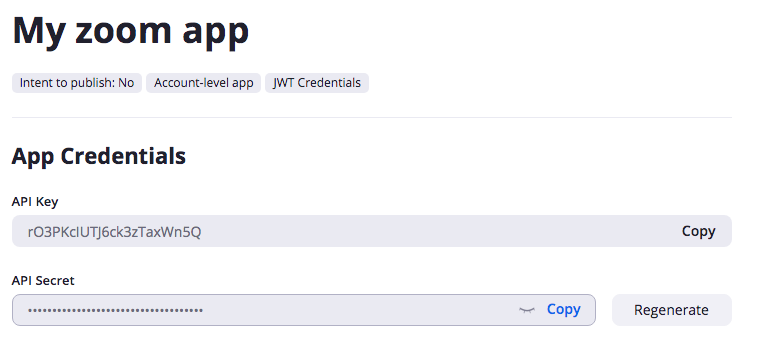 My zoom app
Intent to publish: No Account-level app JWT Credentials
App Credentials
API Key
rO3PKcIUTJ6ck3zTaxWn5Q Copy
API Secret
•••••••••••••••••••••••••••••••••••• Copy Regenerate